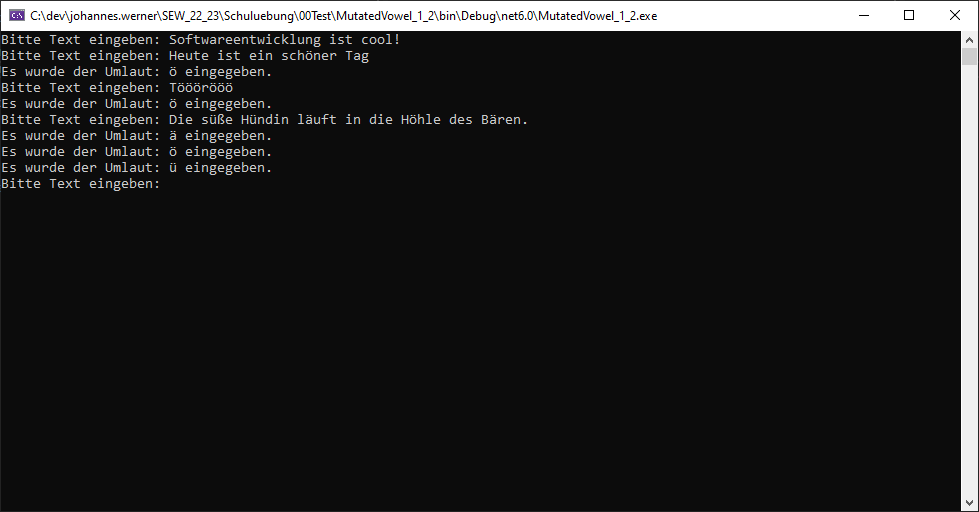 C:\dev\johannes.werner\SEW_22_23\Schuluebung\00Test\MutatedVowel_1_2\bin\Debug\net6.0\MutatedVowel_1_2.exe
Bitte Text eingeben: Softwareentwicklung ist cool!
Bitte Text eingeben: Heute ist ein schöner Tag
Es wurde der Umlaut: ö eingegeben.
Bitte Text eingeben: Töööröö​ö
Es wurde der Umlaut: ö eingegeben.
Bitte Text eingeben: Die süße Hündin läuft in die Höhle des Bären.
Es wurde der Umlaut: ä eingegeben.
Es wurde der Umlaut: ö eingegeben.
Es wurde der Umlaut: ü eingegeben.
Bitte Text eingeben: